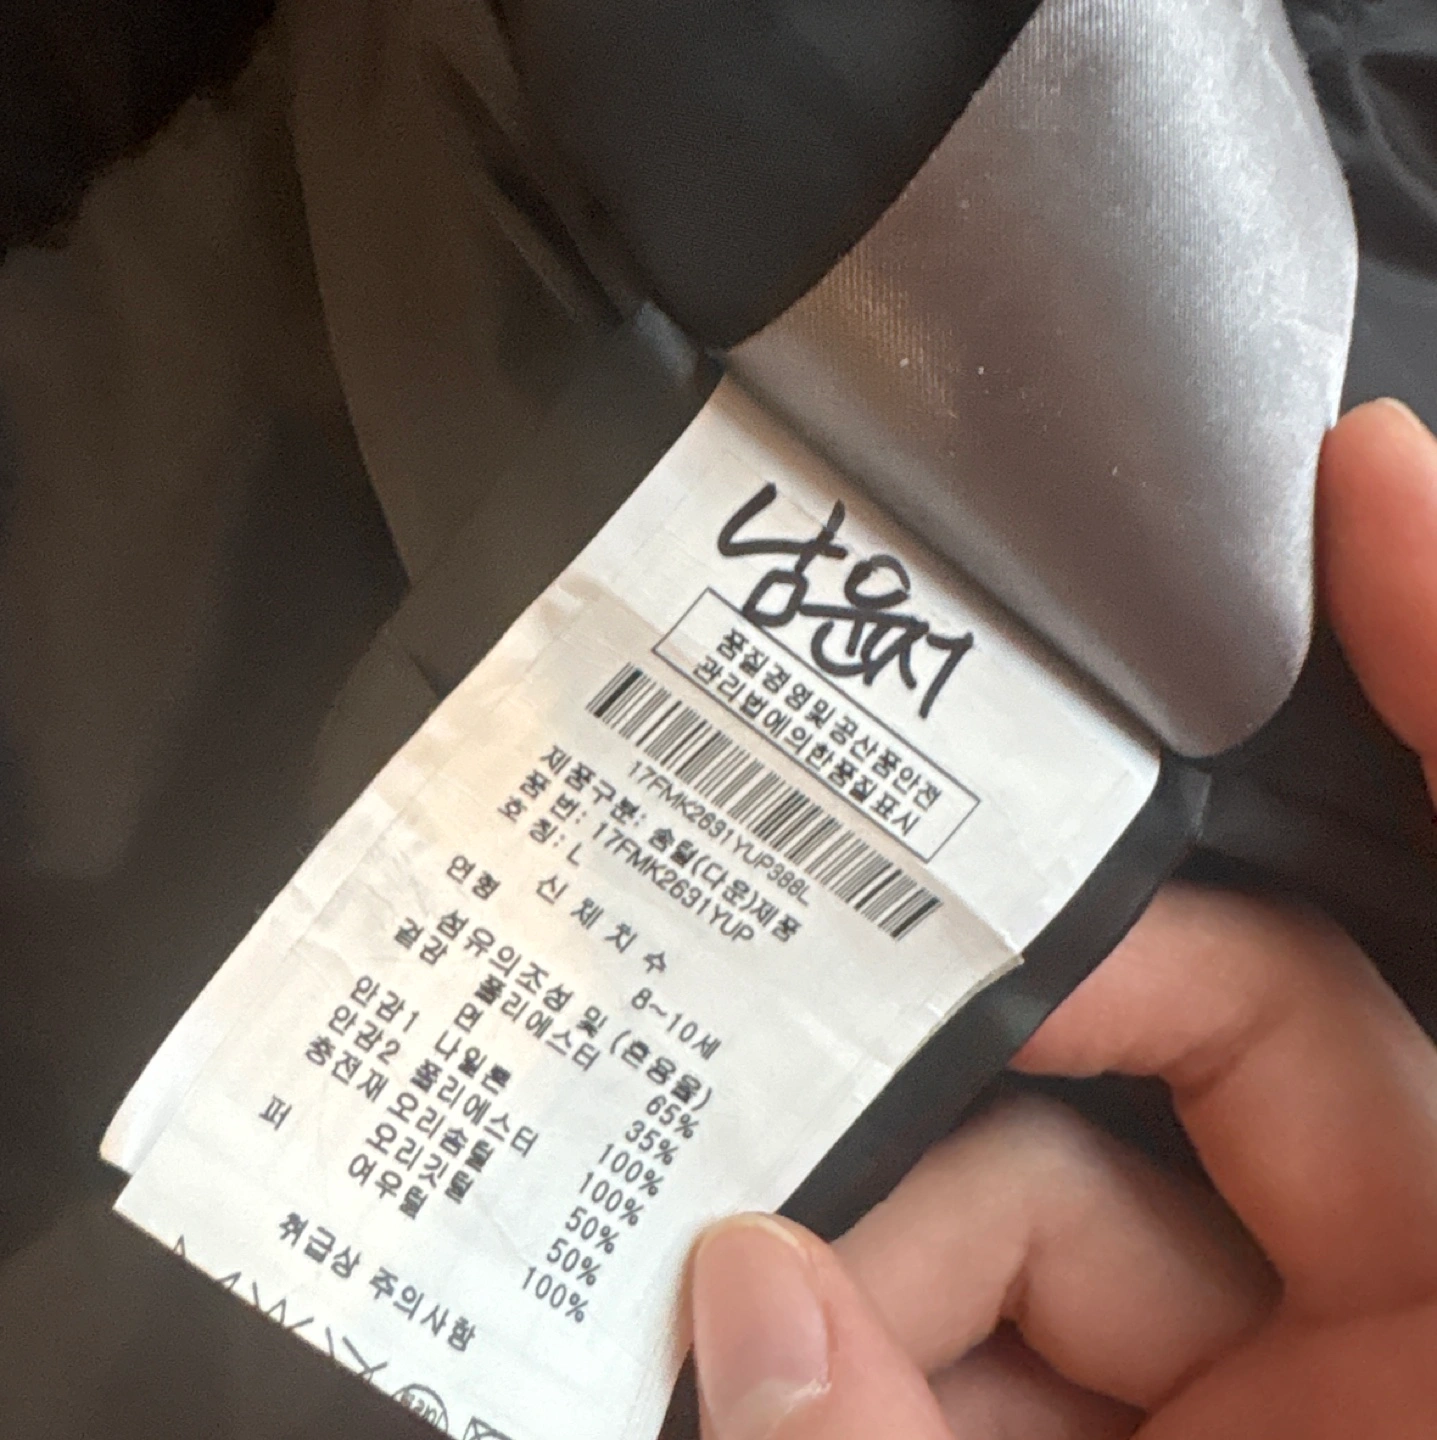 남윤서
품질경영및공산품안전
관리법에의한품질표시
17FMK2631YUP388L
제품구분: 솜털(다운)제품
품 번: 17FMK2631YUP
호 칭: L
연령 신 체 치 수
8~10세
섬유의조성 및 (혼용율)
겉감 폴리에스터 65%
면 35%
안감1 나일론 100%
안감2 폴리에스터 100%
충전재 오리솜털 50%
오리깃털 50%
퍼 여우털 100%
취급상 주의사항